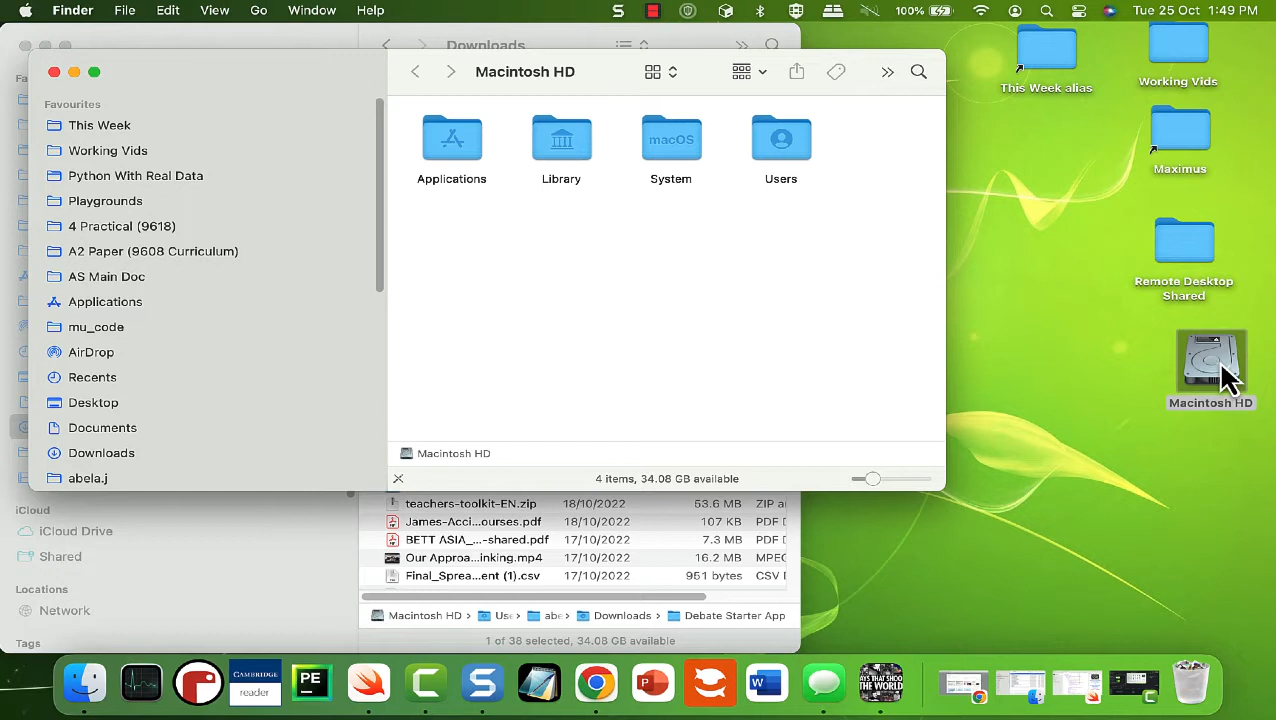 Finder File Edit View Go Window Help 100% Tue 25 Oct 1:49 PM
Downloads
Macintosh HD
Favourites
This Week
Working Vids
Python With Real Data
Playgrounds
4 Practical (9618)
A2 Paper (9608 Curriculum)
AS Main Doc
Applications
mu_code
AirDrop
Recents
Desktop
Documents
Downloads
abela.j
iCloud
iCloud Drive
Shared
Locations
Network
Tags
Applications Library macOS System Users
Macintosh HD
4 items, 34.08 GB available
teachers-toolkit-EN.zip 18/10/2022 53.6 MB ZIP
James-Acci...ourses.pdf 18/10/2022 107 KB PDF D
BETT ASIA_...-shared.pdf 17/10/2022 7.3 MB PDF D
Our Approa...inking.mp4 17/10/2022 16.2 MB MPEC
Final_Sprea...ent (1).csv 17/10/2022 951 bytes CSV D
Macintosh HD > Use > abe > Downloads > Debate Starter App
1 of 38 selected, 34.08 GB available
This Week alias
Working Vids
Maximus
Remote Desktop
Shared
Macintosh HD
CAMBRIDGE
reader
PE